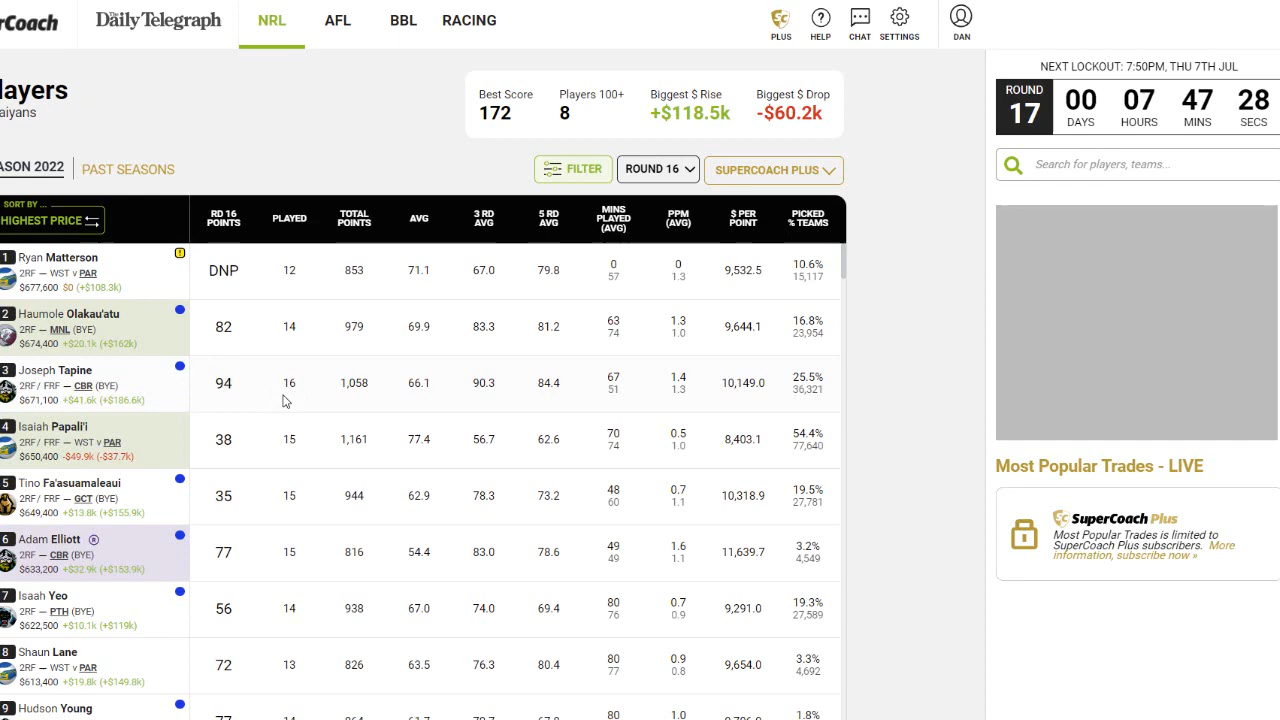 rCoach
The Daily Telegraph
NRL
AFL
BBL
RACING
PLUS
HELP
CHAT
SETTINGS
DAN
layers
aiyans
Best Score
172
Players 100+
8
Biggest $ Rise
+$118.5k
Biggest $ Drop
-$60.2k
NEXT LOCKOUT: 7:50PM, THU 7TH JUL
ROUND
17
00
DAYS
07
HOURS
47
MINS
28
SECS
ASON 2022
PAST SEASONS
FILTER
ROUND 16
SUPERCOACH PLUS
Search for players, teams...
SORT BY ...
HIGHEST PRICE
RD 16
POINTS
PLAYED
TOTAL
POINTS
AVG
3 RD
AVG
5 RD
AVG
MINS
PLAYED
(AVG)
PPM
(AVG)
$ PER
POINT
PICKED
% TEAMS
1 Ryan Matterson
2RF — WST v PAR
$677,600 $0 (+$108.3k)
DNP 12 853 71.1 67.0 79.8 0 0 9,532.5 10.6%
57 1.3 15,117
2 Haumole Olakau'atu
2RF — MNL (BYE)
$674,400 +$20.1k (+$162k)
82 14 979 69.9 83.3 81.2 63 1.3 9,644.1 16.8%
74 1.0 23,954
3 Joseph Tapine
2RF / FRF — CBR (BYE)
$671,100 +$41.6k (+$186.6k)
94 16 1,058 66.1 90.3 84.4 67 1.4 10,149.0 25.5%
51 1.3 36,321
4 Isaiah Papali'i
2RF/ FRF — WST v PAR
$650,400 -$49.9k (-$37.7k)
38 15 1,161 77.4 56.7 62.6 70 0.5 8,403.1 54.4%
74 1.0 77,640
5 Tino Fa'asuamaleaui
2RF/ FRF — GCT (BYE)
$649,400 +$13.8k (+$155.9k)
35 15 944 62.9 78.3 73.2 48 0.7 10,318.9 19.5%
60 1.1 27,781
6 Adam Elliott R
2RF — CBR (BYE)
$633,200 +$32.9k (+$153.9k)
77 15 816 54.4 83.0 78.6 49 1.6 11,639.7 3.2%
49 1.1 4,549
7 Isaah Yeo
2RF — PTH (BYE)
$622,500 +$10.1k (+$119k)
56 14 938 67.0 74.0 69.4 80 0.7 9,291.0 19.3%
76 0.9 27,589
8 Shaun Lane
2RF — WST v PAR
$613,400 +$19.8k (+$149.8k)
72 13 826 63.5 76.3 80.4 80 0.9 9,654.0 3.3%
77 0.8 4,692
9 Hudson Young
80 1.0 1.8%
Most Popular Trades - LIVE
SuperCoach Plus
Most Popular Trades is limited to
SuperCoach Plus subscribers. More
information, subscribe now »